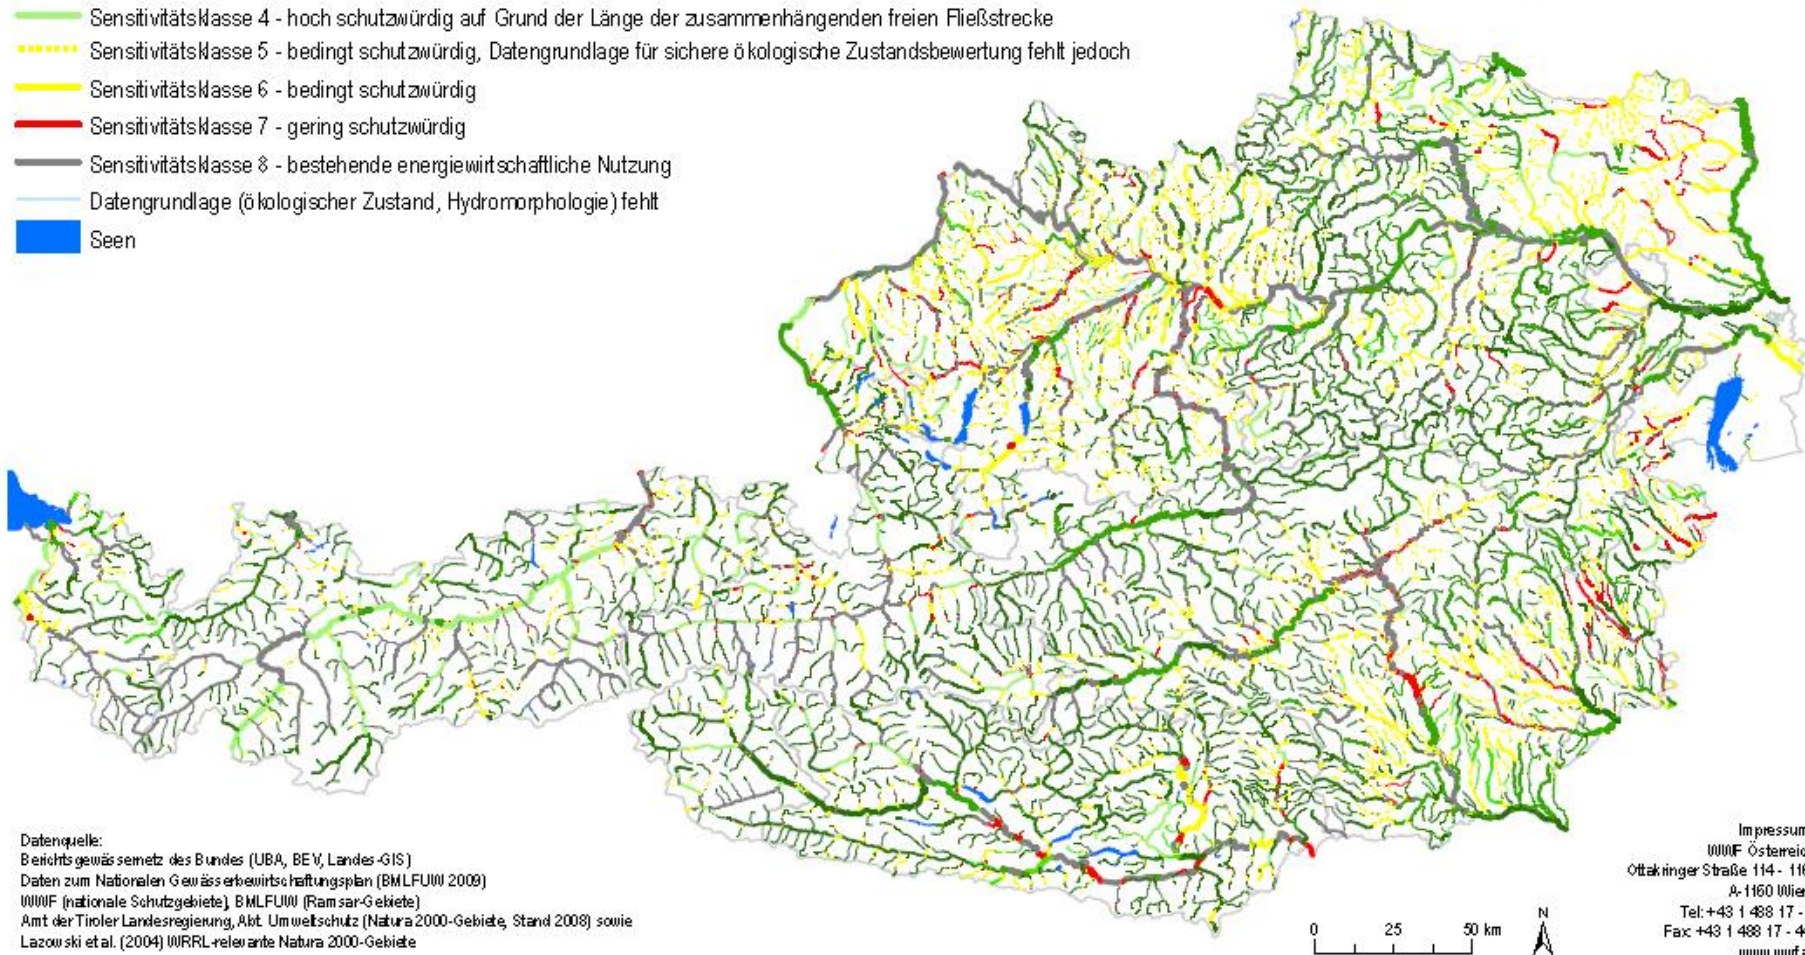 Sensitivitätsklasse 4 - hoch schutzwürdig auf Grund der Länge der zusammenhängenden freien Fließstrecke
Sensitivitätsklasse 5 - bedingt schutzwürdig, Datengrundlage für sichere ökologische Zustandsbewertung fehlt jedoch
Sensitivitätsklasse 6 - bedingt schutzwürdig
Sensitivitätsklasse 7 - gering schutzwürdig
Sensitivitätsklasse 8 - bestehende energiewirtschaftliche Nutzung
Datengrundlage (ökologischer Zustand, Hydromorphologie) fehlt
Seen
Datenquelle:
Berichtsgewässernetz des Bundes (UBA, BEV, Landes-GIS)
Daten zum Nationalen Gewässerbewirtschaftungsplan (BMLFUW 2009)
WWF (nationale Schutzgebiete), BMLFUW (Ramsar-Gebiete)
Amt der Tiroler Landesregierung, Abt. Umweltschutz (Natura 2000-Gebiete, Stand 2008) sowie
Lazowski et al. (2004) WRRL-relevante Natura 2000-Gebiete
0 25 50 km
N
Impressum
WWF Österreic
Ottakringer Straße 114 - 116
A-1160 Wien
Tel: +43 1 488 17 -
Fax: +43 1 488 17 - 4